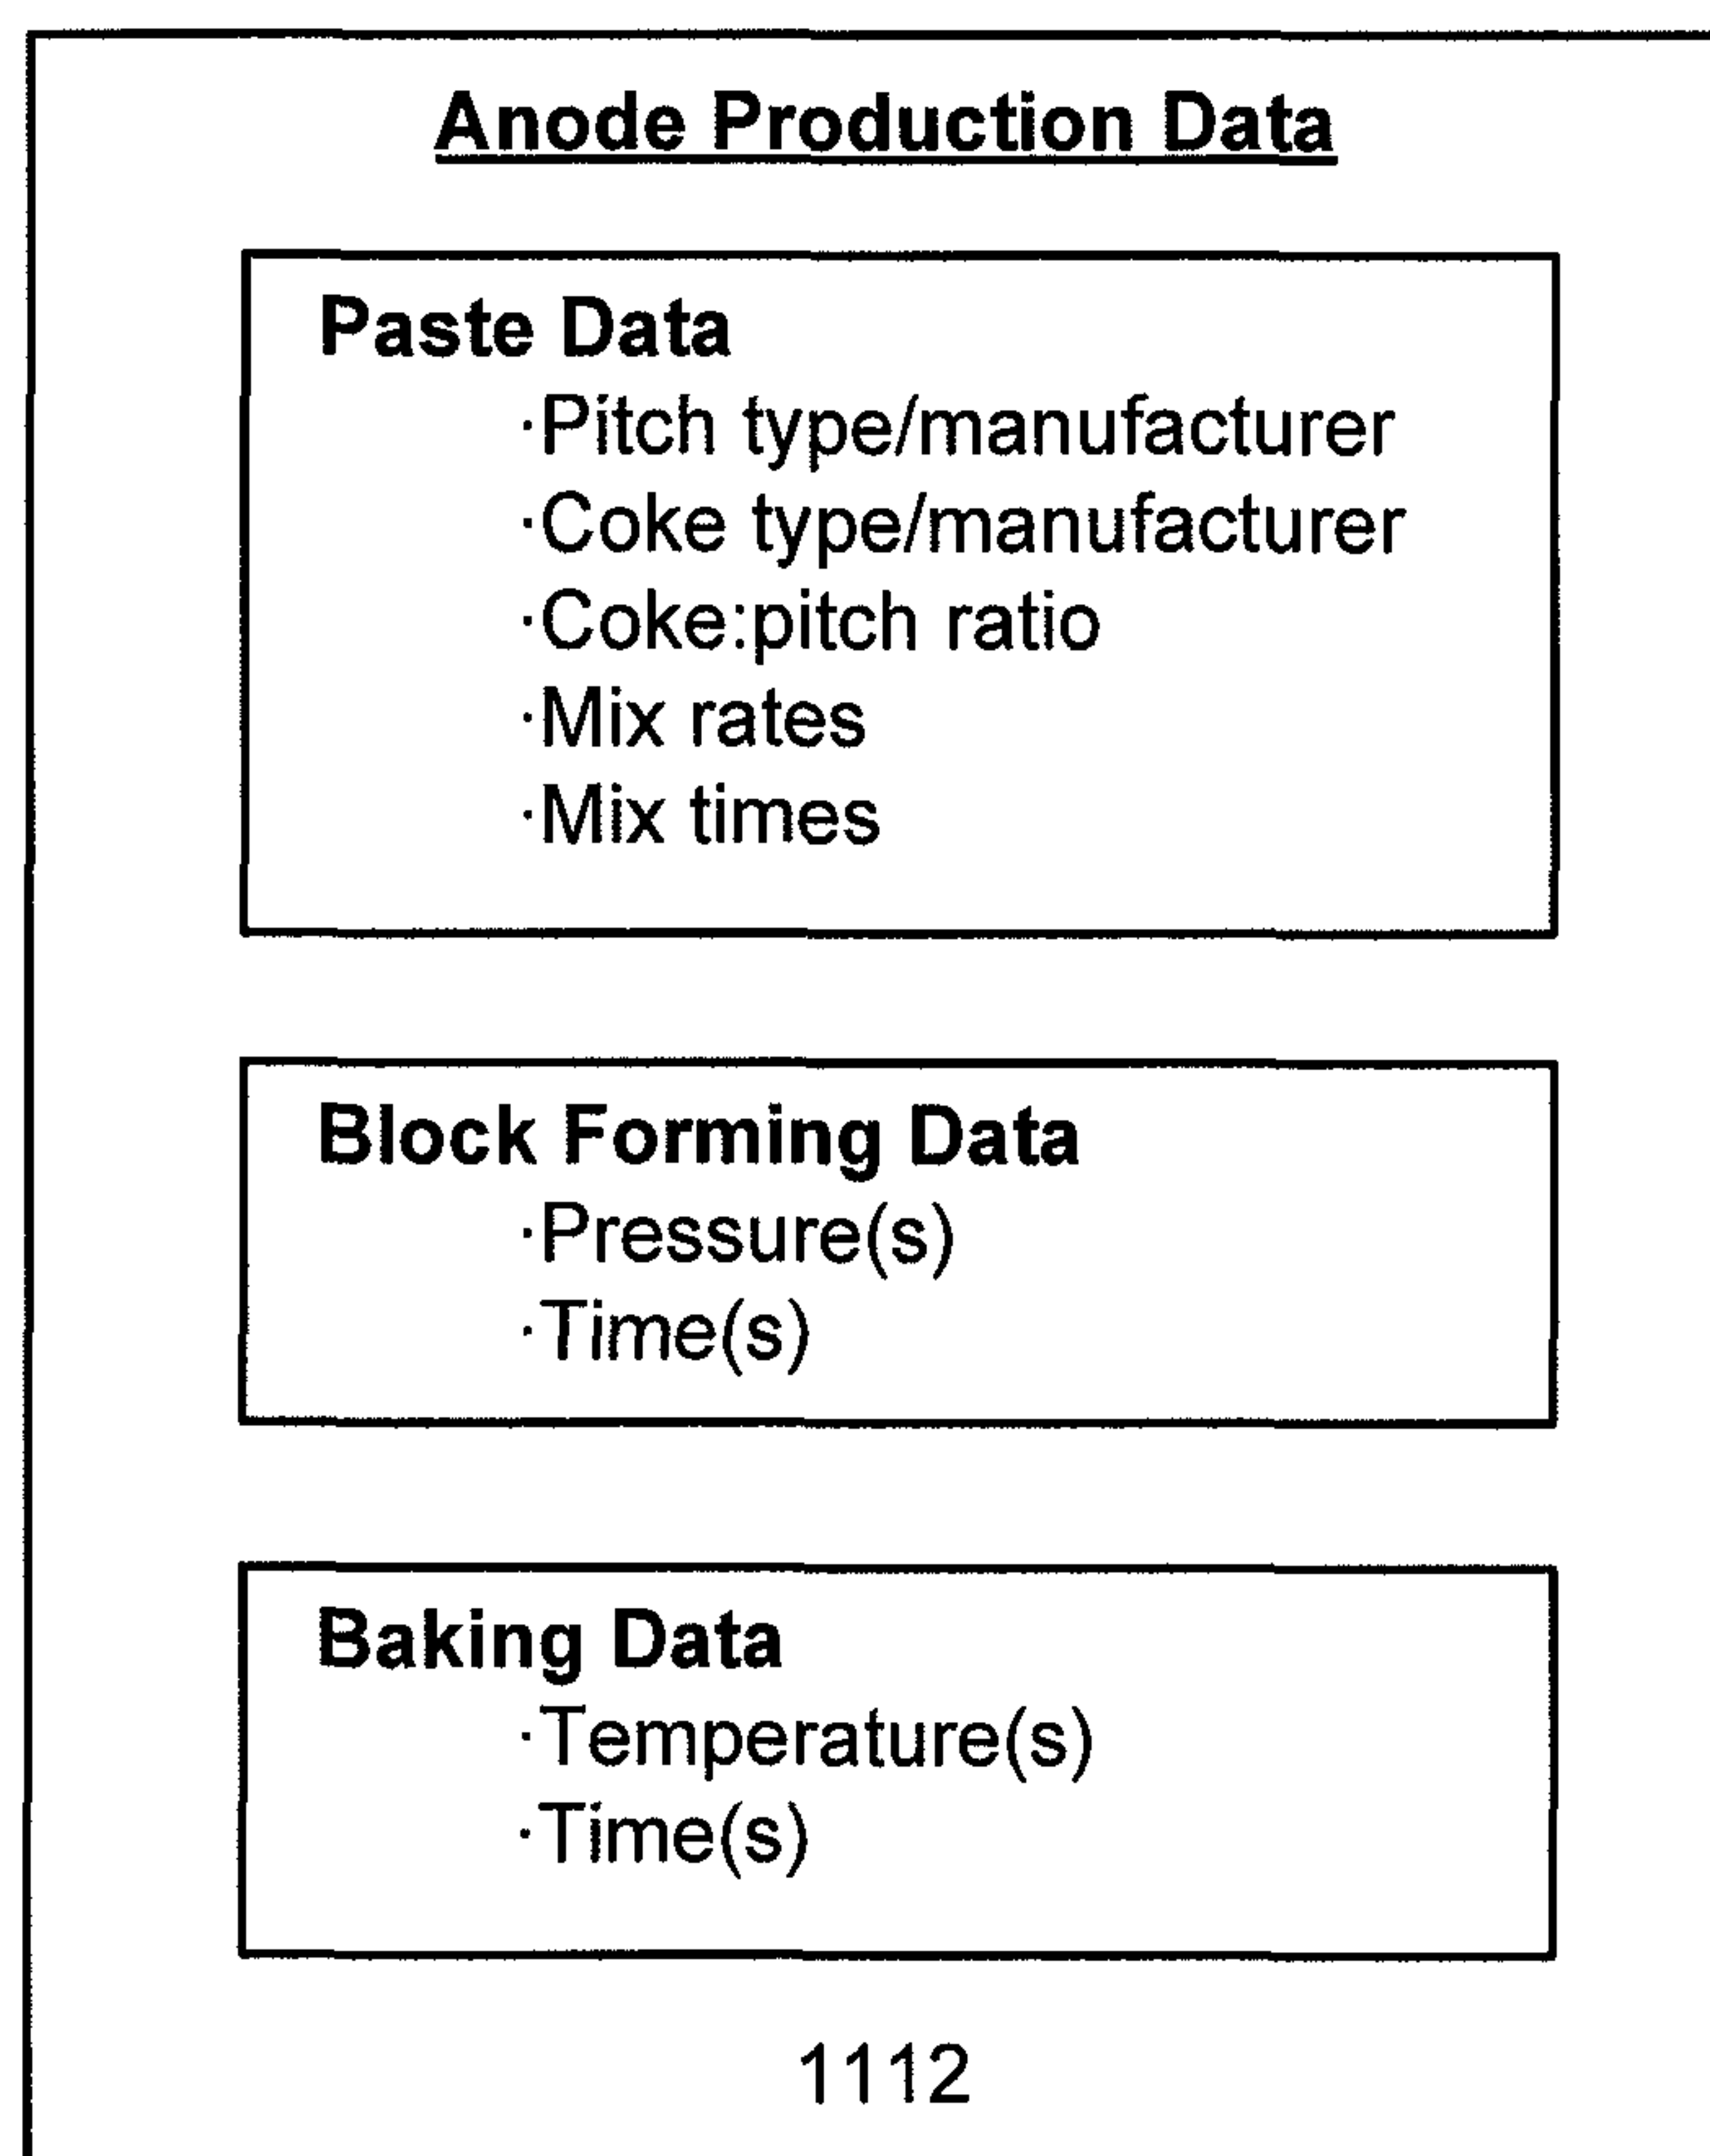 Anode Production Data
Paste Data
·Pitch type/manufacturer
·Coke type/manufacturer
·Coke:pitch ratio
·Mix rates
·Mix times
Block Forming Data
·Pressure(s)
·Time(s)
Baking Data
·Temperature(s)
·Time(s)
1112